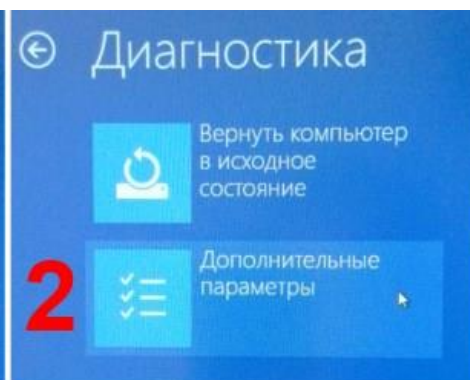 Диагностика
Вернуть компьютер
в исходное
состояние
2
Дополнительные
параметры